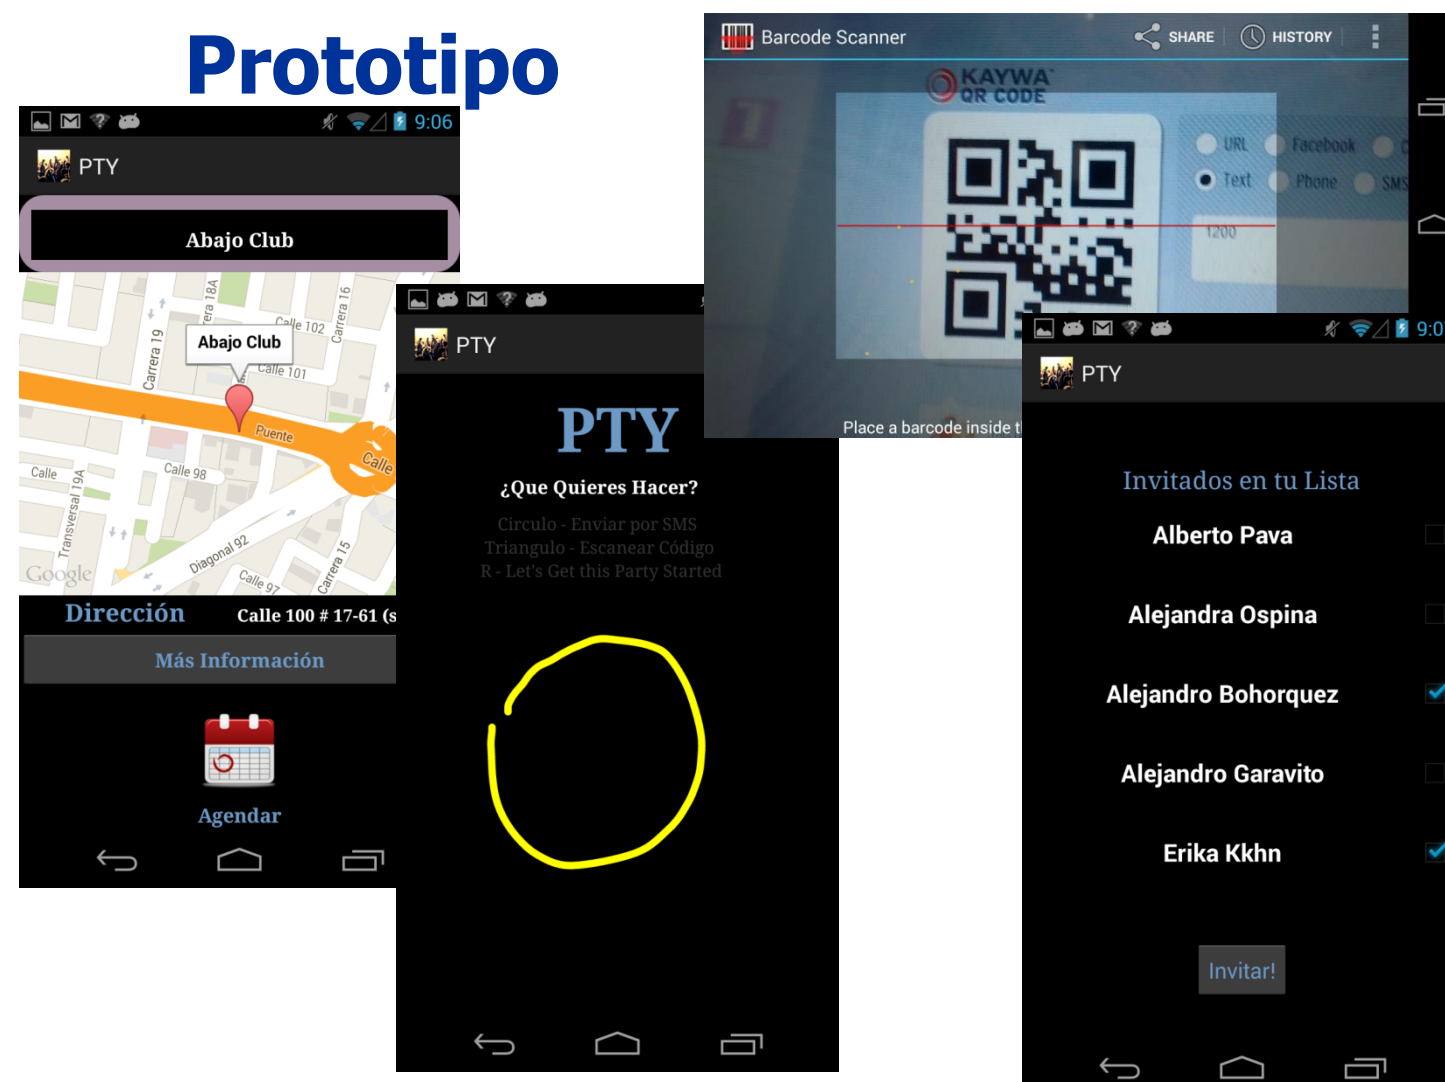 Prototipo
9:06
PTY
Abajo Club
Carrera 18A
Carrera 16
Calle 102
Carrera 19
Abajo Club
Calle 101
Puente
Calle
Calle
Calle 98
Transversal 19A
Diagonal 92
Carrera 15
Calle 97
Google
Dirección
Calle 100 # 17-61 (s
Más Información
Agendar
PTY
PTY
¿Que Quieres Hacer?
Circulo - Enviar por SMS
Triangulo - Escanear Código
R - Let's Get this Party Started
Barcode Scanner
SHARE
HISTORY
KAYWA
QR CODE
URL
Facebook
Text
Phone
SMS
1200
Place a barcode inside
9:0
PTY
Invitados en tu Lista
Alberto Pava
Alejandra Ospina
Alejandro Bohorquez
Alejandro Garavito
Erika Kkhn
Invitar!